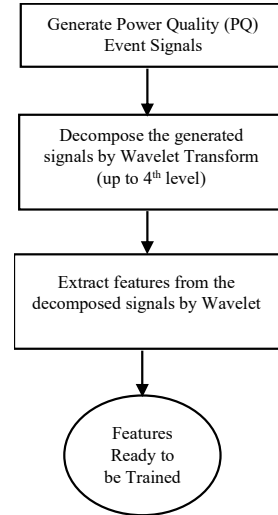 Generate Power Quality (PQ)
Event Signals
Decompose the generated
signals by Wavelet Transform
(up to 4th level)
Extract features from the
decomposed signals by Wavelet
Features
Ready to
be Trained